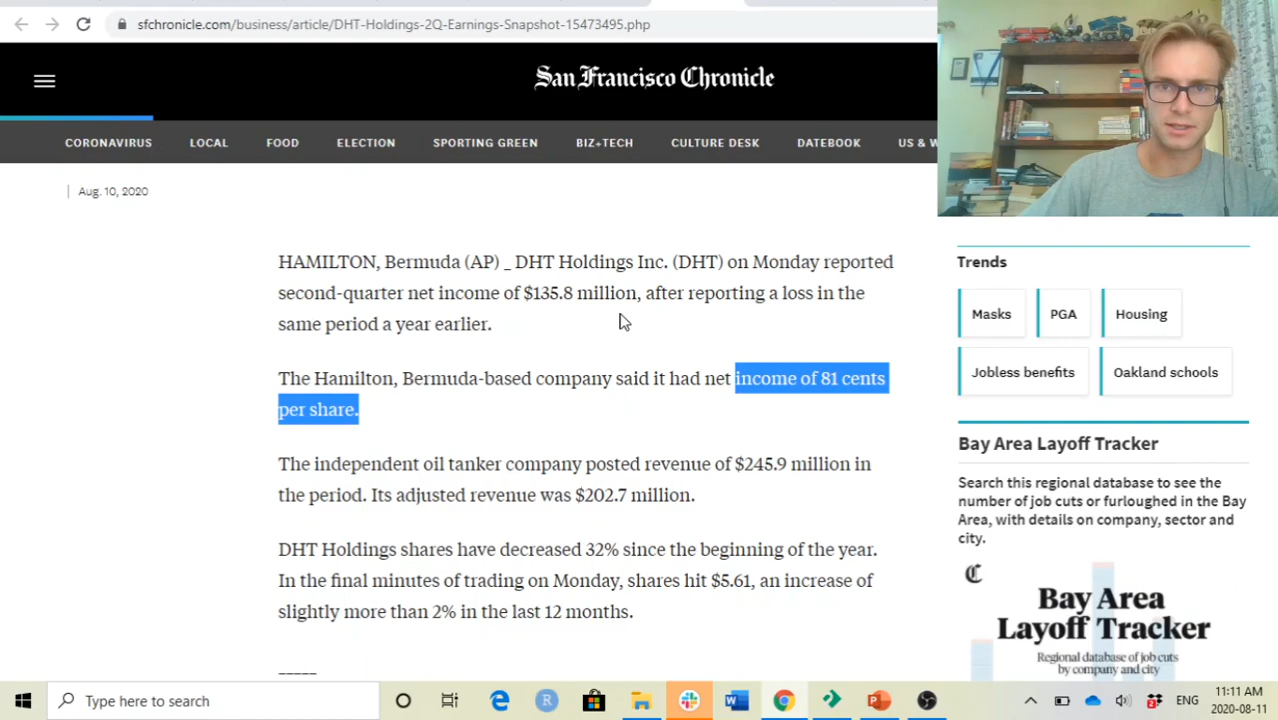 sfchronicle.com/business/article/DHT-Holdings-2Q-Earnings-Snapshot-15473495.php
San Francisco Chronicle
CORONAVIRUS LOCAL FOOD ELECTION SPORTING GREEN BIZ+TECH CULTURE DESK DATEBOOK US & W
Aug. 10, 2020
HAMILTON, Bermuda (AP) _ DHT Holdings Inc. (DHT) on Monday reported
second-quarter net income of $135.8 million, after reporting a loss in the
same period a year earlier.
The Hamilton, Bermuda-based company said it had net income of 81 cents
per share.
The independent oil tanker company posted revenue of $245.9 million in
the period. Its adjusted revenue was $202.7 million.
DHT Holdings shares have decreased 32% since the beginning of the year.
In the final minutes of trading on Monday, shares hit $5.61, an increase of
slightly more than 2% in the last 12 months.
_____
Trends
Masks PGA Housing
Jobless benefits Oakland schools
Bay Area Layoff Tracker
Search this regional database to see the
number of job cuts or furloughed in the Bay
Area, with details on company, sector and
city.
C
Bay Area
Layoff Tracker
Regional database of job cuts
by company and city
Type here to search
ENG
11:11 AM
2020-08-11